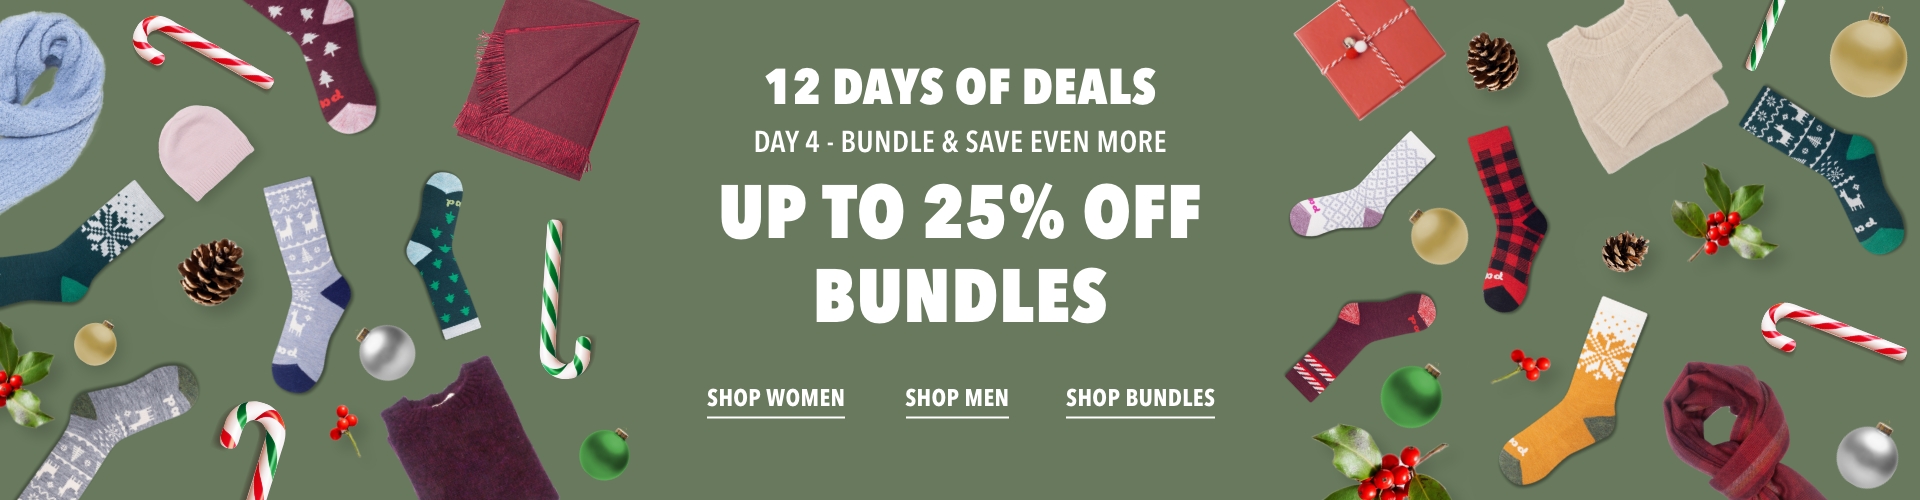 12 DAYS OF DEALS
DAY 4 - BUNDLE & SAVE EVEN MORE
UP TO 25% OFF
BUNDLES
SHOP WOMEN
SHOP MEN
SHOP BUNDLES